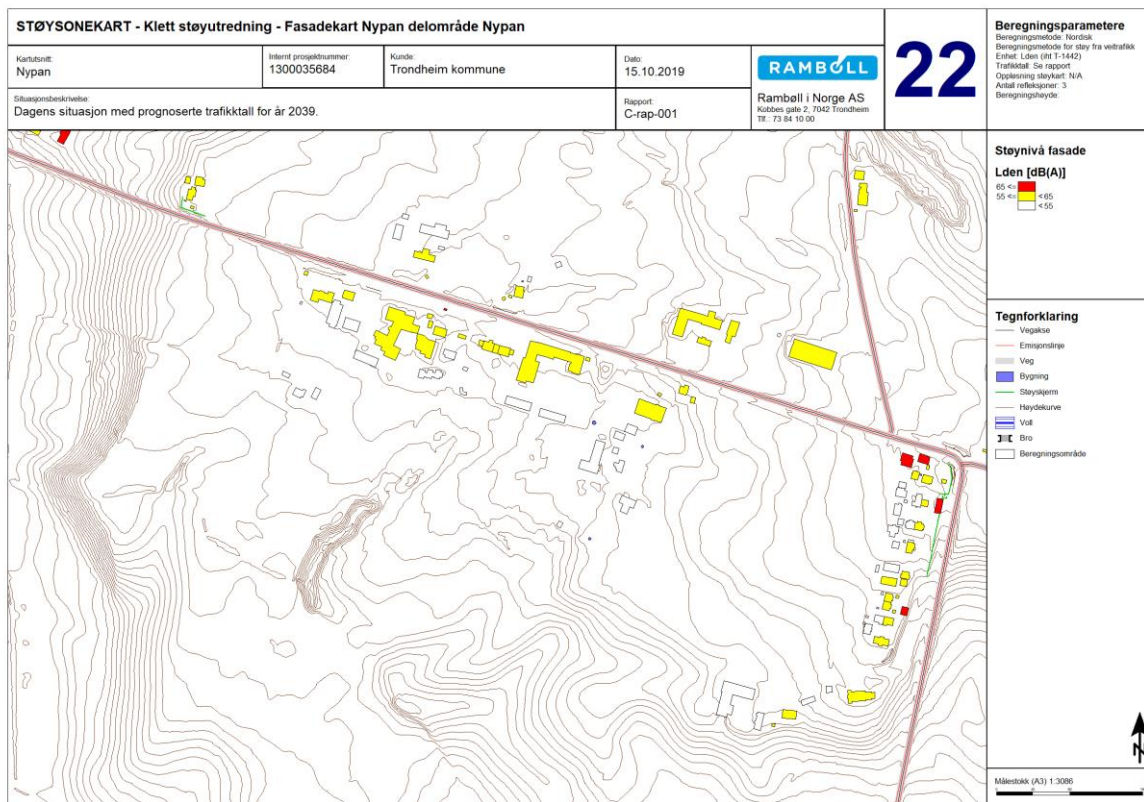 STØYSONEKART - Klett støyutredning - Fasadekart Nypan delområde Nypan
Kartutsnitt:
Nypan
Internt prosjektnummer:
1300035684
Kunde:
Trondheim kommune
Dato:
15.10.2019
Situasjonsbeskrivelse:
Dagens situasjon med prognoserte trafikktall for år 2039.
Rapport:
C-rap-001
RAMBOLL
Rambøll i Norge AS
Kobbes gate 2, 7042 Trondheim
Tlf.: 73 84 10 00
22
Beregningsparametere
Beregningsmetode: Nordisk
Beregningsmetode for støy fra veitrafikk
Enhet: Lden (iht T-1442)
Trafikktall: Se rapport
Oppløsning støykart: N/A
Antall refleksjoner: 3
Beregningshøyde:
Støynivå fasade
Lden [dB(A)]
65 <=
55 <= < 65
< 55
Tegnforklaring
Vegakse
Emisjonslinje
Veg
Bygning
Støyskjerm
Høydekurve
Voll
Bro
Beregningsområde
N
Målestokk (A3) 1:3086